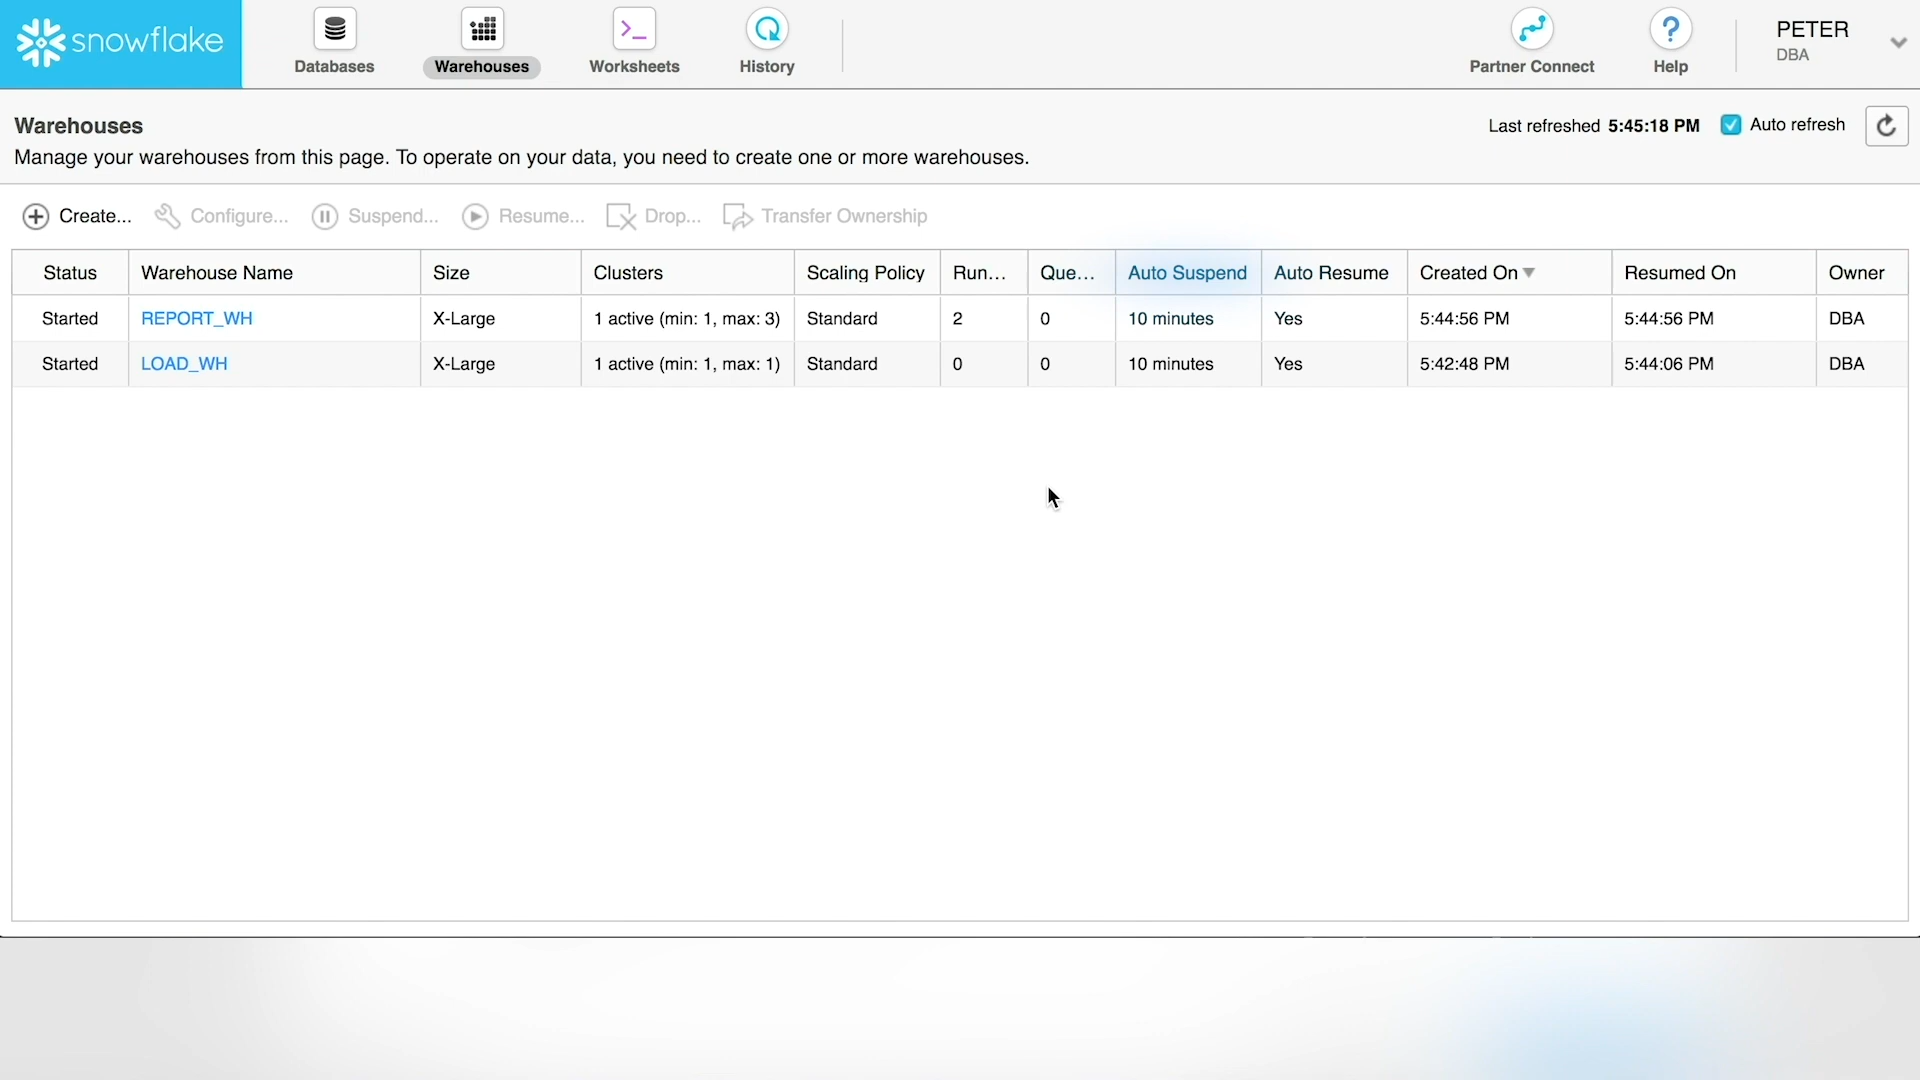 snowflake
Databases
Warehouses
Worksheets
History
Partner Connect
Help
PETER
DBA
Warehouses
Manage your warehouses from this page. To operate on your data, you need to create one or more warehouses.
Last refreshed 5:45:18 PM Auto refresh
Create... Configure... Suspend... Resume... Drop... Transfer Ownership
Status Warehouse Name Size Clusters Scaling Policy Run... Que... Auto Suspend Auto Resume Created On Resumed On Owner
Started REPORT_WH X-Large 1 active (min: 1, max: 3) Standard 2 0 10 minutes Yes 5:44:56 PM 5:44:56 PM DBA
Started LOAD_WH X-Large 1 active (min: 1, max: 1) Standard 0 0 10 minutes Yes 5:42:48 PM 5:44:06 PM DBA